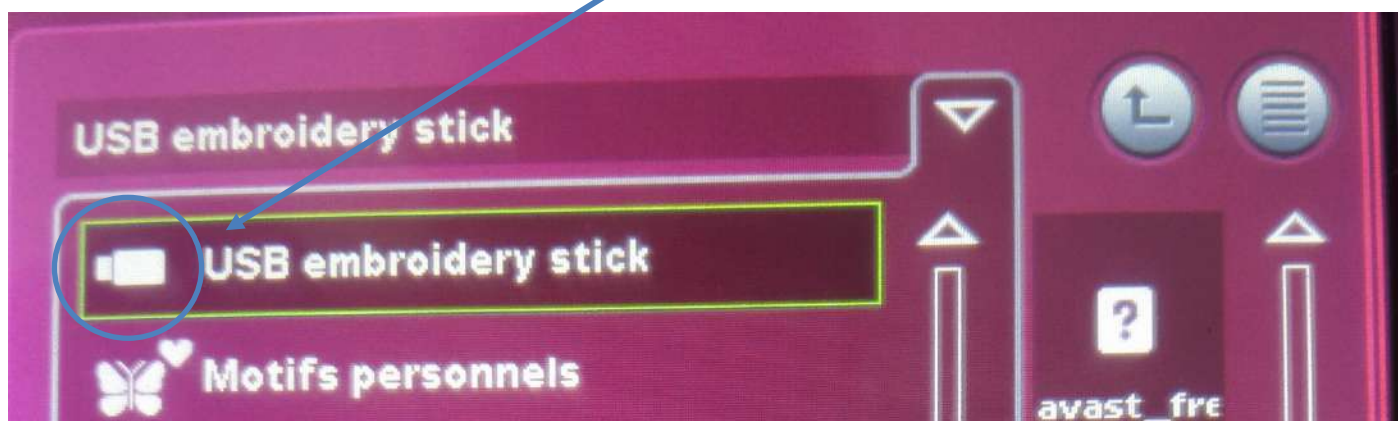 USB embroidery stick
USB embroidery stick
Motifs personnels
?
avast_fre